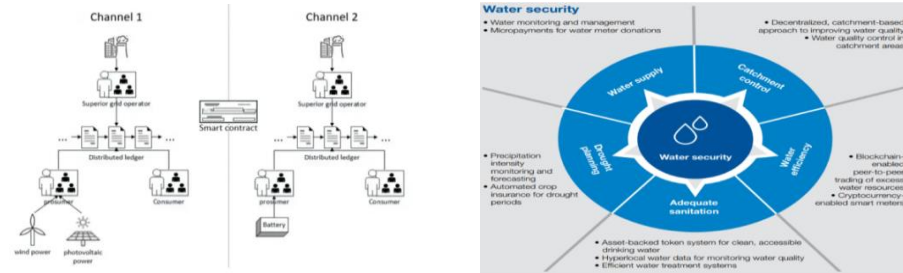 Channel 1
Channel 2
Superior grid operator
Superior grid operator
Smart contract
...
...
...
...
Distributed ledger
Distributed ledger
prosumer
Consumer
prosumer
Consumer
Battery
wind power
photovoltaic
power
Water security
• Water monitoring and management
• Micropayments for water meter donations
• Decentralized, catchment-based
approach to improving water quality
• Water quality control in
catchment areas
Water supply
Catchment
control
Drought
planning
Water security
Water
efficiency
Adequate
sanitation
• Precipitation
intensity
monitoring and
forecasting
• Automated crop
insurance for drought
periods
• Blockchain-
enabled
peer-to-peer
trading of excess
water resources
• Cryptocurrency-
enabled smart meters
• Asset-backed token system for clean, accessible
drinking water
• Hyperlocal water data for monitoring water quality
• Efficient water treatment systems